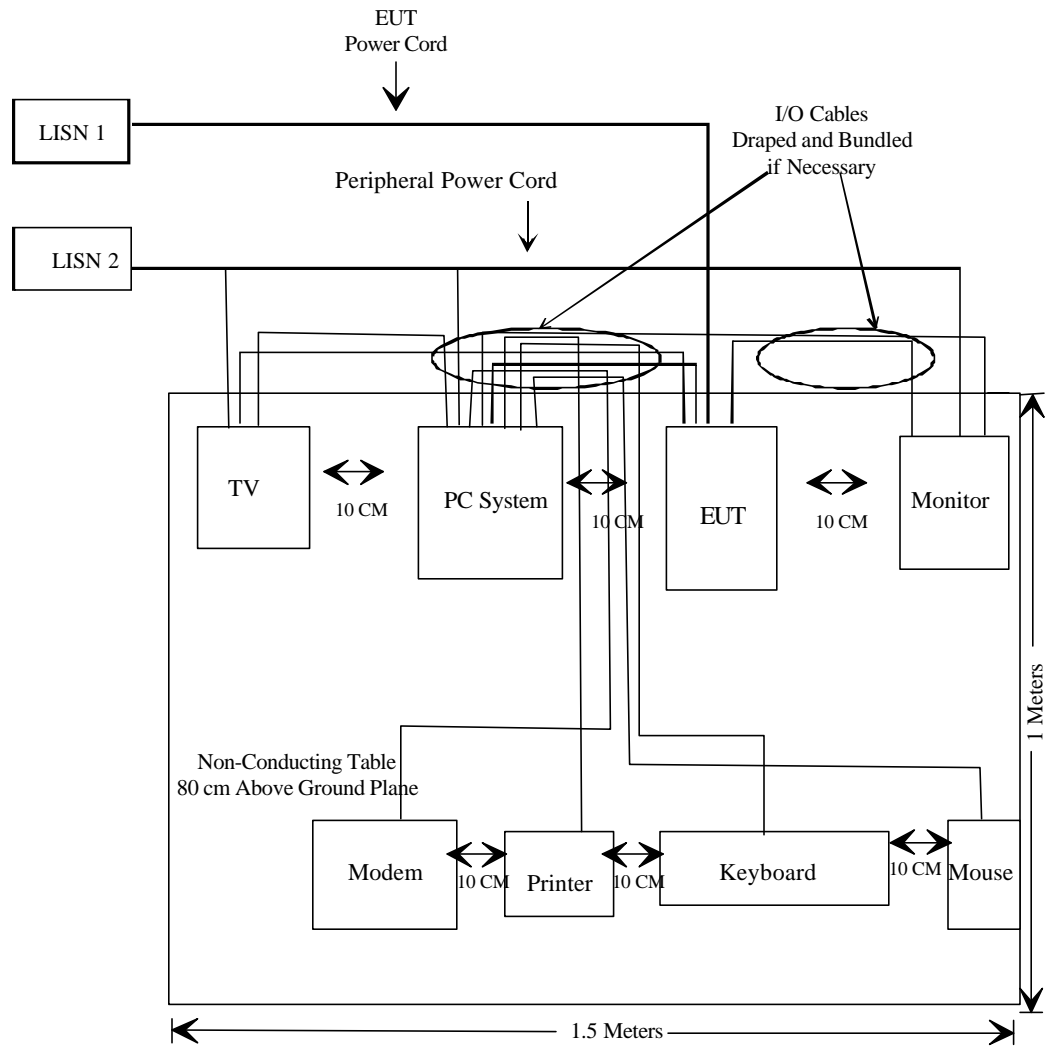 EUT
Power Cord
LISN 1
I/O Cables
Draped and Bundled
if Necessary
Peripheral Power Cord
LISN 2
TV
10 CM
PC System
10 CM
EUT
10 CM
Monitor
1 Meters
Non-Conducting Table
80 cm Above Ground Plane
Modem
10 CM
Printer
10 CM
Keyboard
10 CM
Mouse
1.5 Meters